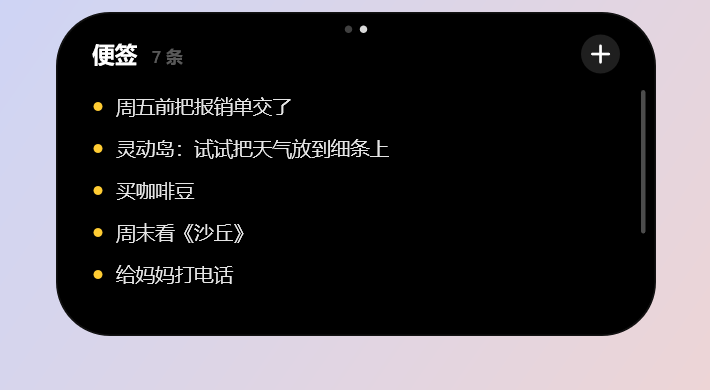 便签 7 条
周五前把报销单交了
灵动岛：试试把天气放到细条上
买咖啡豆
周末看《沙丘》
给妈妈打电话